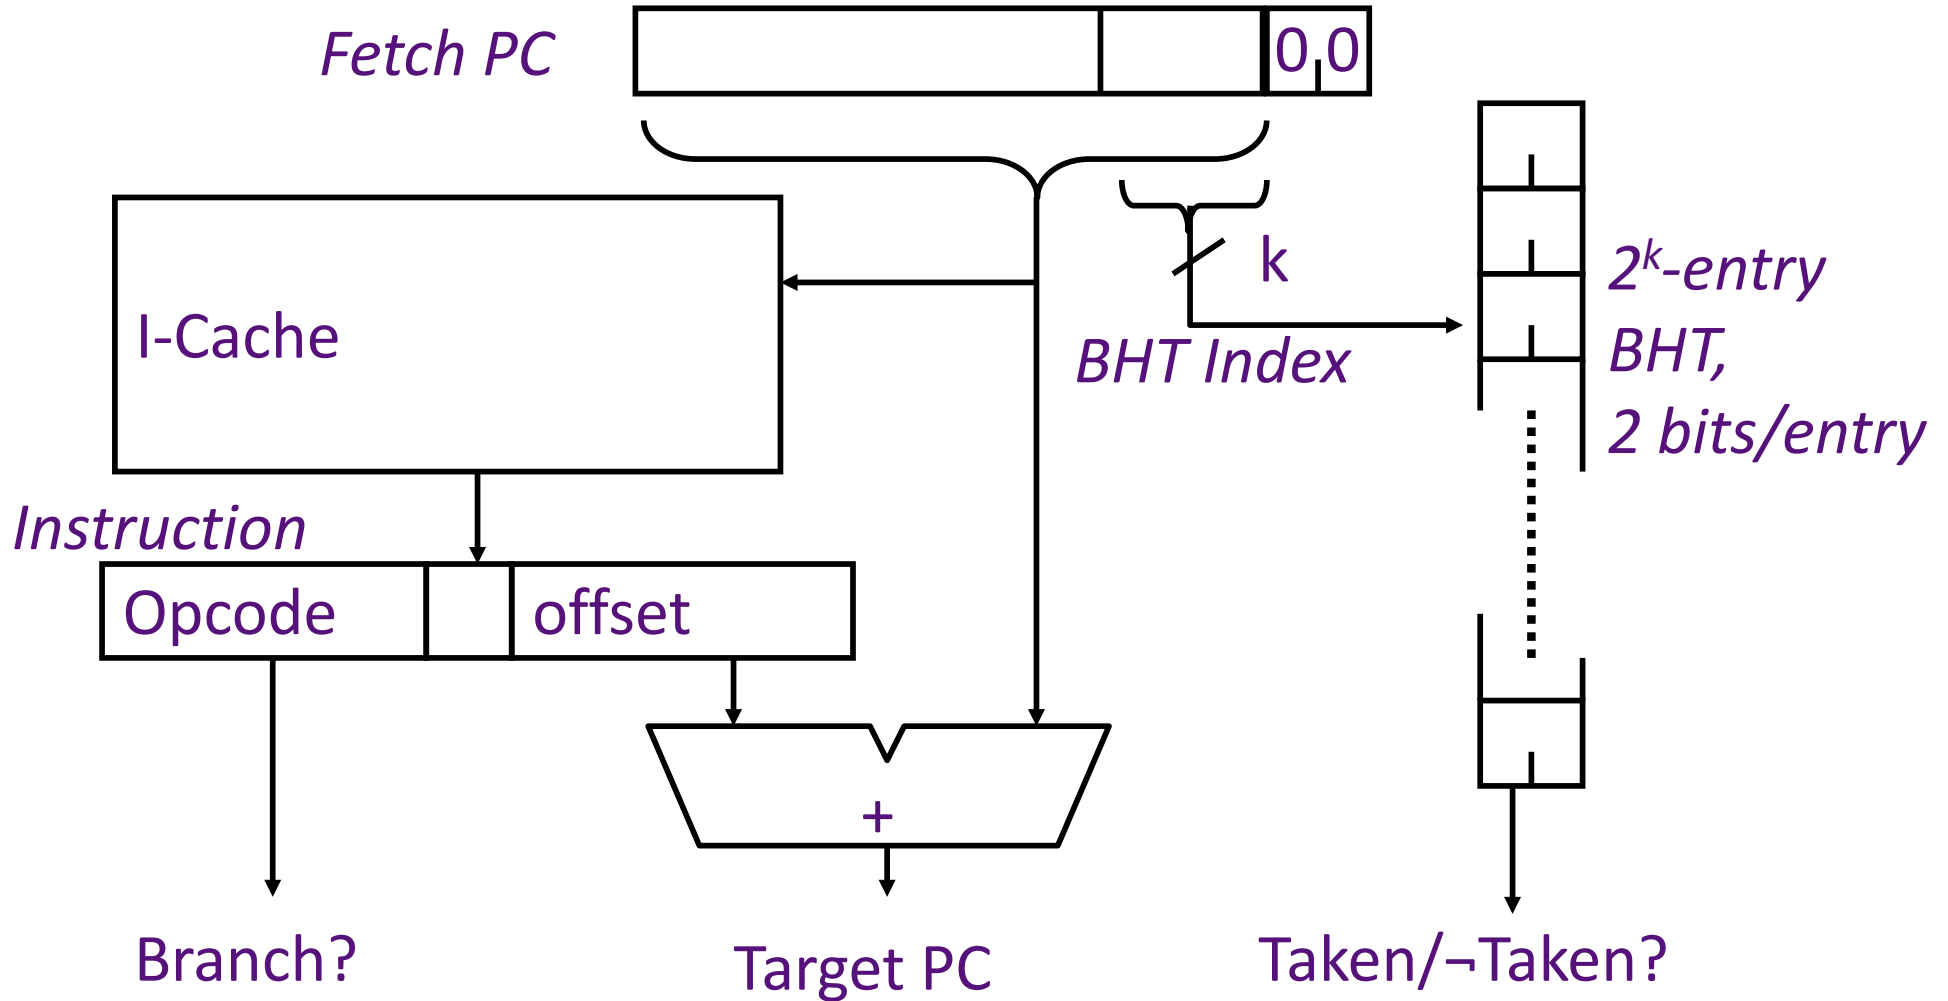 Fetch PC
0 0
k
2^k-entry
BHT,
2 bits/entry
I-Cache
BHT Index
Instruction
Opcode
offset
+
Branch?
Target PC
Taken/¬Taken?